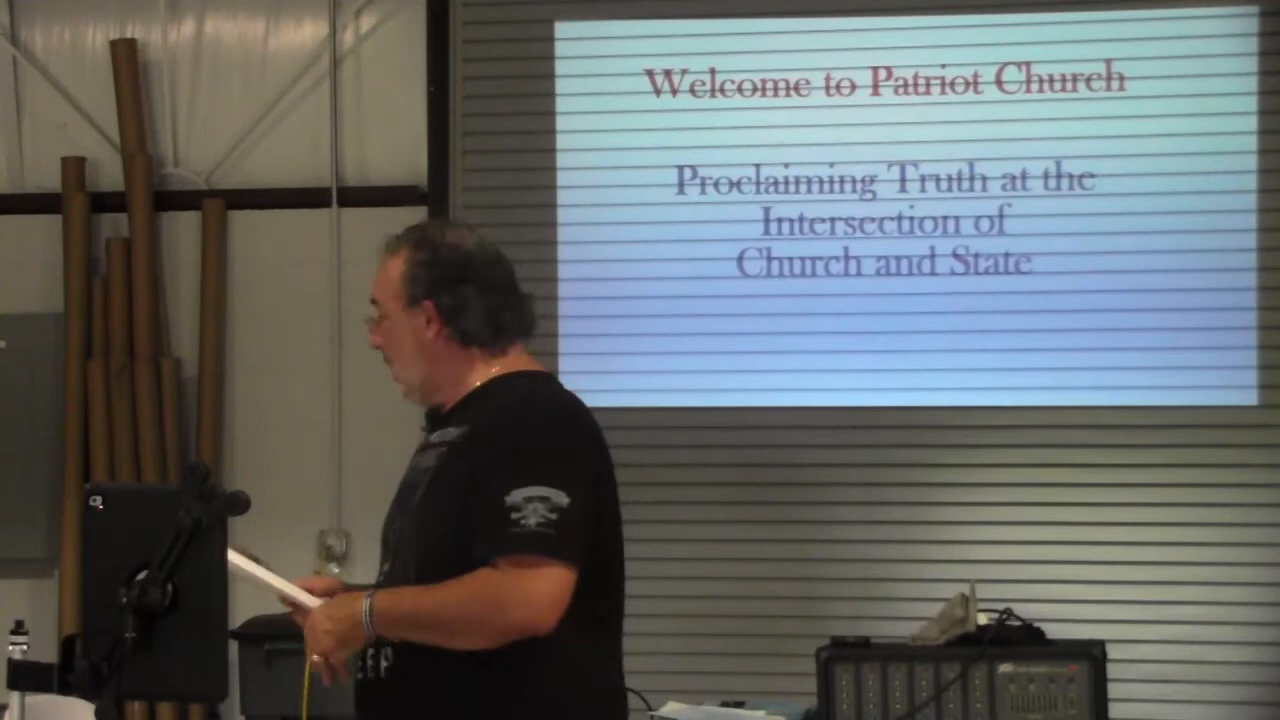 Welcome to Patriot Church
Proclaiming Truth at the
Intersection of
Church and State